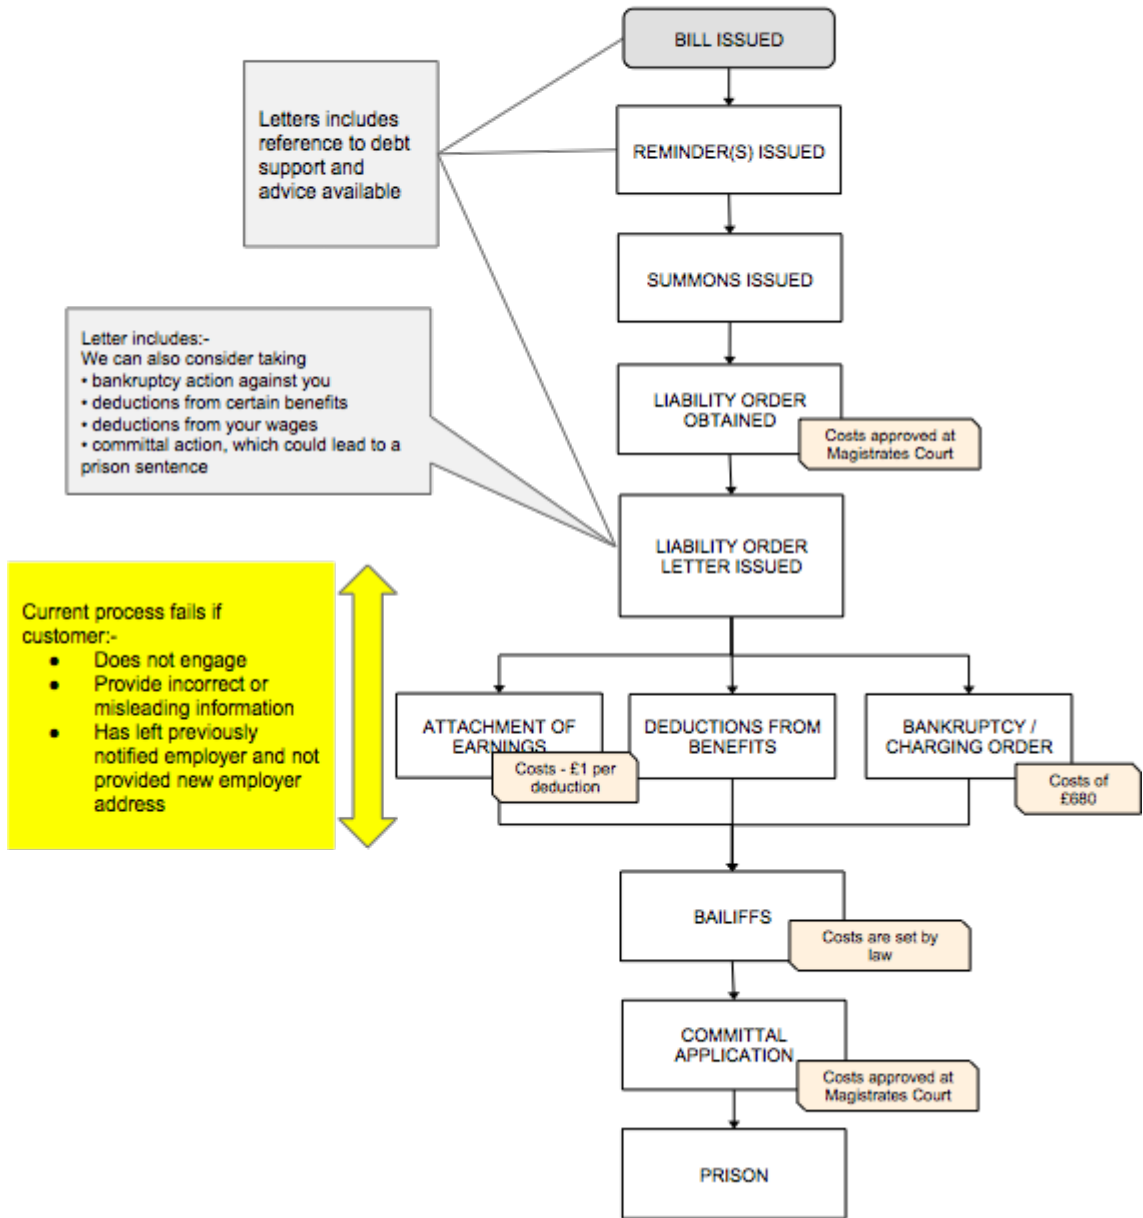 BILL ISSUED
Letters includes
reference to debt
support and
advice available
REMINDER(S) ISSUED
SUMMONS ISSUED
Letter includes:-
We can also consider taking
• bankruptcy action against you
• deductions from certain benefits
• deductions from your wages
• committal action, which could lead to a
prison sentence
LIABILITY ORDER
OBTAINED
Costs approved at
Magistrates Court
LIABILITY ORDER
LETTER ISSUED
Current process fails if
customer:-
● Does not engage
● Provide incorrect or
misleading information
● Has left previously
notified employer and not
provided new employer
address
ATTACHMENT OF
EARNINGS
Costs - £1 per
deduction
DEDUCTIONS FROM
BENEFITS
BANKRUPTCY /
CHARGING ORDER
Costs of
£680
BAILIFFS
Costs are set by
law
COMMITTAL
APPLICATION
Costs approved at
Magistrates Court
PRISON